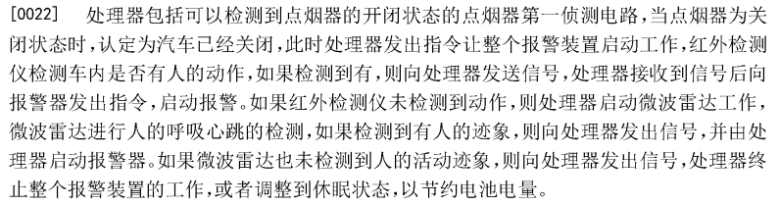 [0022] 处理器包括可以检测到点烟器的开闭状态的点烟器第一侦测电路,当点烟器为关
闭状态时,认定为汽车已经关闭,此时处理器发出指令让整个报警装置启动工作,红外检测
仪检测车内是否有人的动作,如果检测到有,则向处理器发送信号,处理器接收到信号后向
报警器发出指令,启动报警。如果红外检测仪未检测到动作,则处理器启动微波雷达工作,
微波雷达进行人的呼吸心跳的检测,如果检测到有人的迹象,则向处理器发出信号,并由处
理器启动报警器。如果微波雷达也未检测到人的活动迹象,则向处理器发出信号,处理器终
止整个报警装置的工作,或者调整到休眠状态,以节约电池电量。